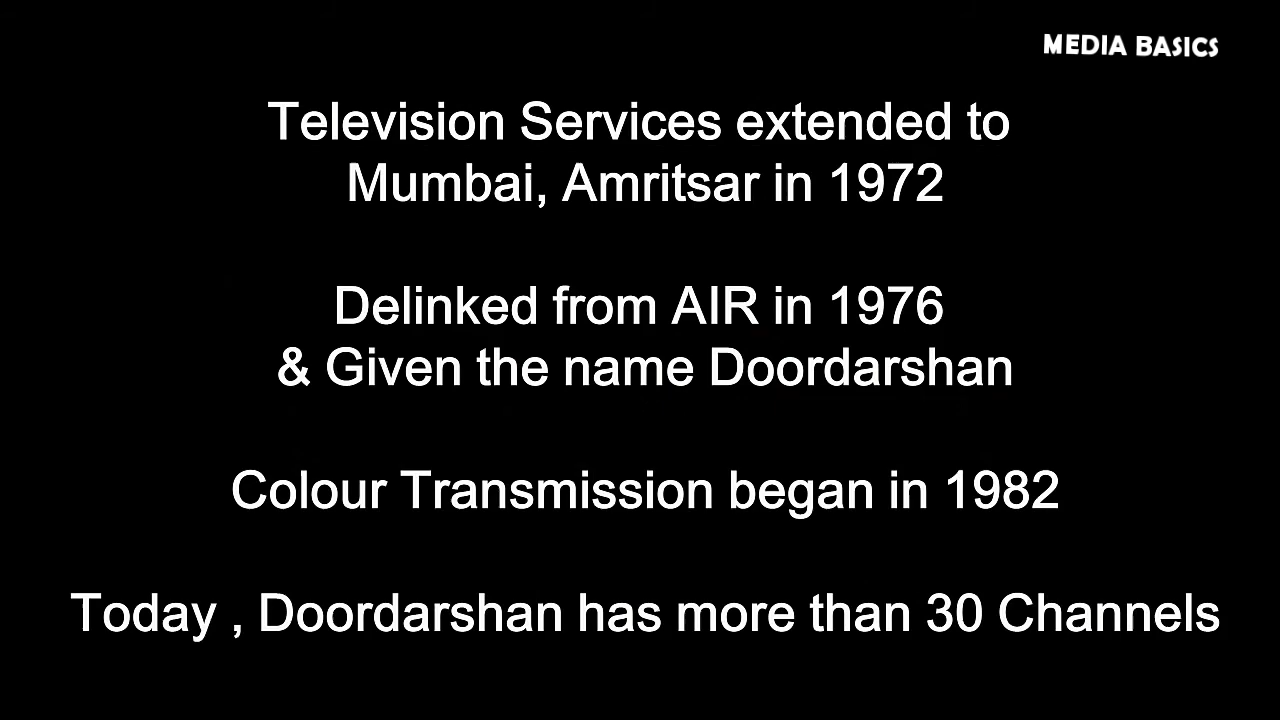 MEDIA BASICS
Television Services extended to
Mumbai, Amritsar in 1972
Delinked from AIR in 1976
& Given the name Doordarshan
Colour Transmission began in 1982
Today , Doordarshan has more than 30 Channels